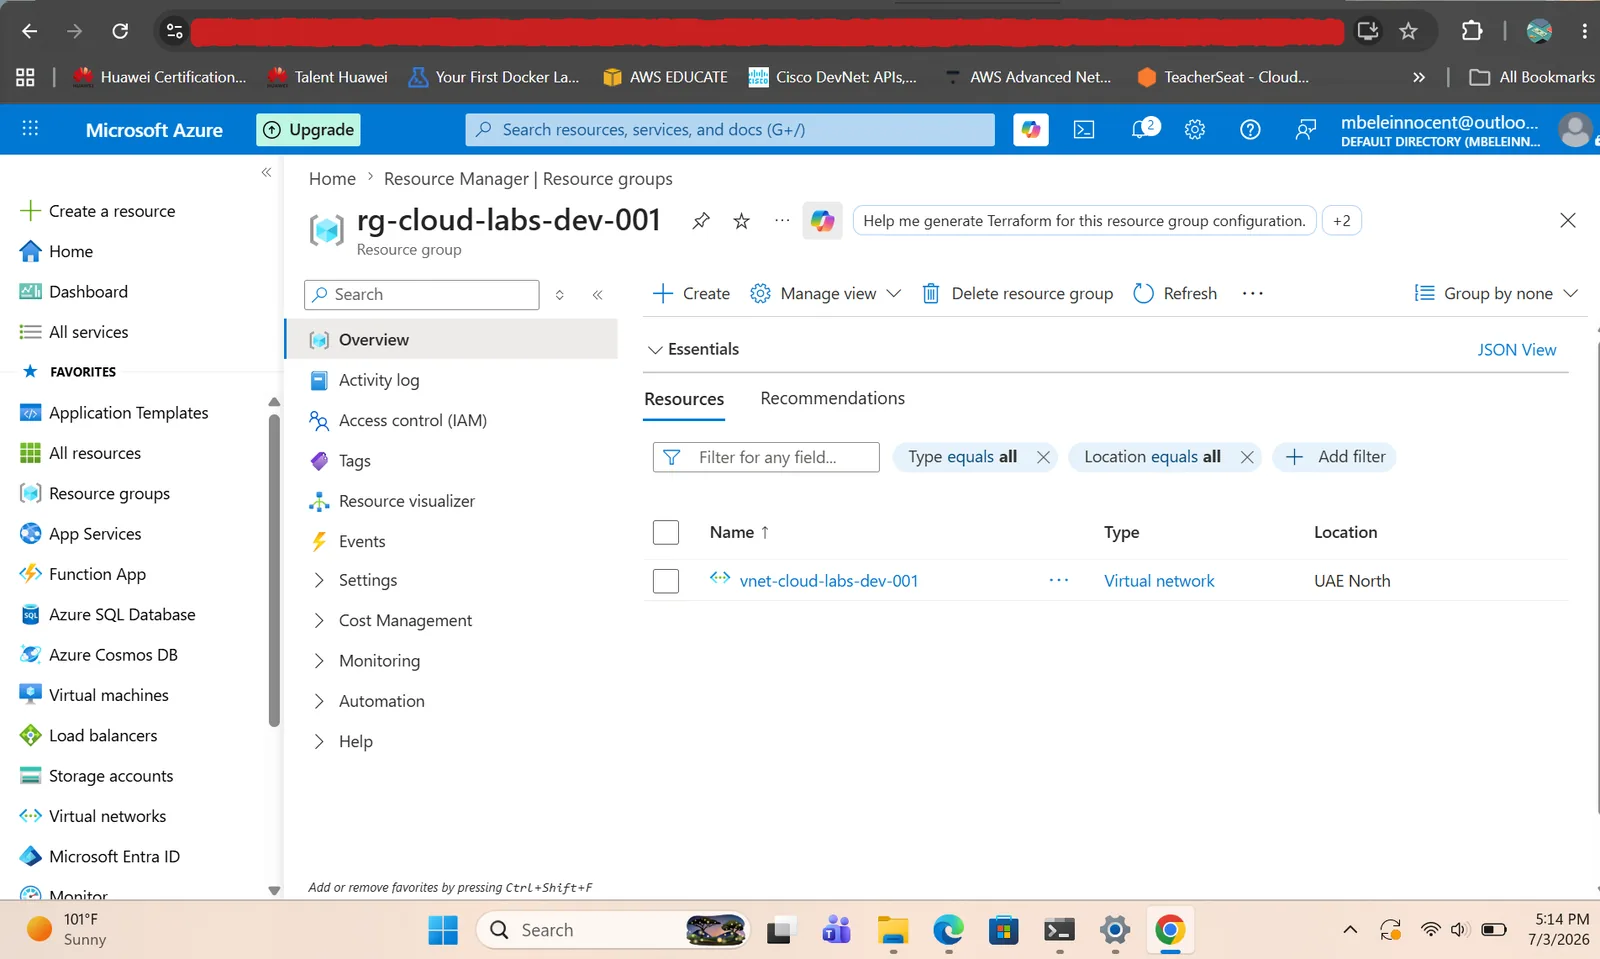 Huawei Certification...
Talent Huawei
Your First Docker La...
AWS EDUCATE
Cisco DevNet: APIs,...
AWS Advanced Net...
TeacherSeat - Cloud...
All Bookmarks
Microsoft Azure
Upgrade
Search resources, services, and docs (G+/)
2
mbeleinnocent@outloo...
DEFAULT DIRECTORY (MBELEINN...
Create a resource
Home
Dashboard
All services
FAVORITES
Application Templates
All resources
Resource groups
App Services
Function App
Azure SQL Database
Azure Cosmos DB
Virtual machines
Load balancers
Storage accounts
Virtual networks
Microsoft Entra ID
Monitor
Home > Resource Manager | Resource groups
rg-cloud-labs-dev-001
Resource group
Help me generate Terraform for this resource group configuration.
+2
Search
Overview
Activity log
Access control (IAM)
Tags
Resource visualizer
Events
Settings
Cost Management
Monitoring
Automation
Help
Add or remove favorites by pressing Ctrl+Shift+F
Create
Manage view
Delete resource group
Refresh
Group by none
Essentials
JSON View
Resources
Recommendations
Filter for any field...
Type equals all
Location equals all
Add filter
Name ↑
Type
Location
vnet-cloud-labs-dev-001
Virtual network
UAE North
101°F
Sunny
Search
5:14 PM
7/3/2026